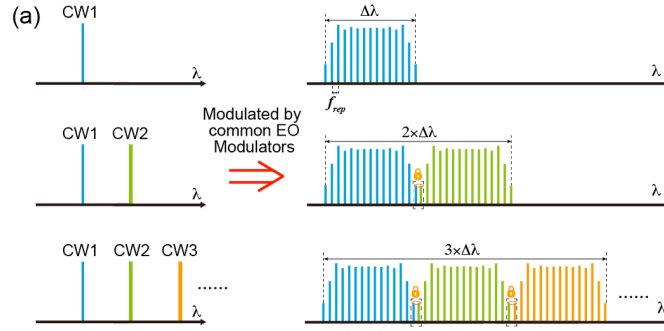 (a)
CW1
λ
Δλ
f_rep
λ
Modulated by
common EO
Modulators
CW1 CW2
λ
2×Δλ
λ
CW1 CW2 CW3
......
λ
3×Δλ
......
λ